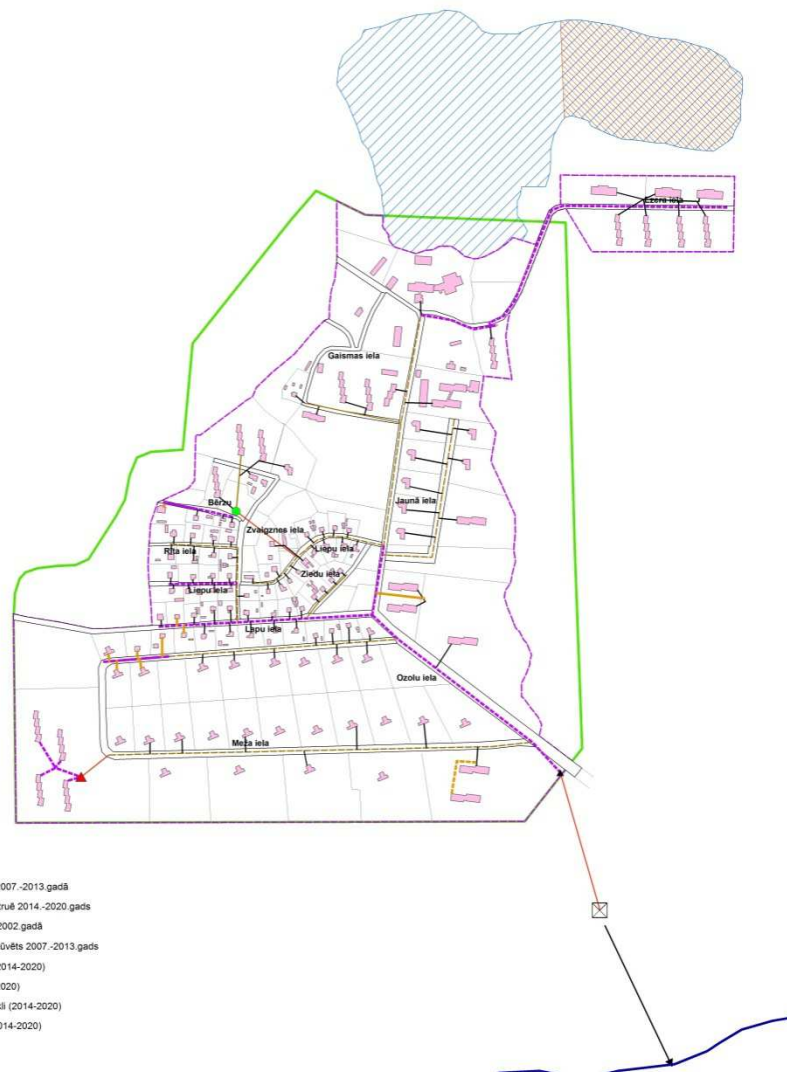 Ezera iela
Gaismas iela
Jaunā iela
Bērzu
Zvaigznes iela
Rīta iela
Liepu iela
Ziedu iela
Liepu iela
Lapu iela
Ozolu iela
Meža iela
2007.-2013.gadā
2014.-2020.gads
2002.gadā
2007.-2013.gads
2014-2020)
2020)
(2014-2020)
014-2020)